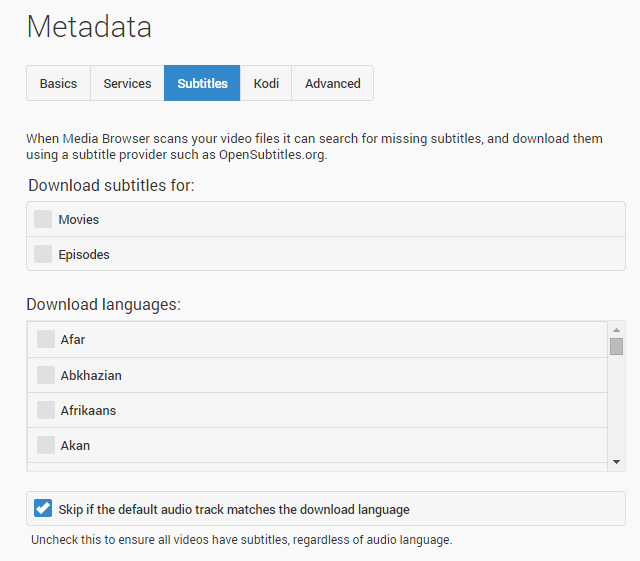 Metadata
Basics Services Subtitles Kodi Advanced
When Media Browser scans your video files it can search for missing subtitles, and download them
using a subtitle provider such as OpenSubtitles.org.
Download subtitles for:
Movies
Episodes
Download languages:
Afar
Abkhazian
Afrikaans
Akan
Skip if the default audio track matches the download language
Uncheck this to ensure all videos have subtitles, regardless of audio language.